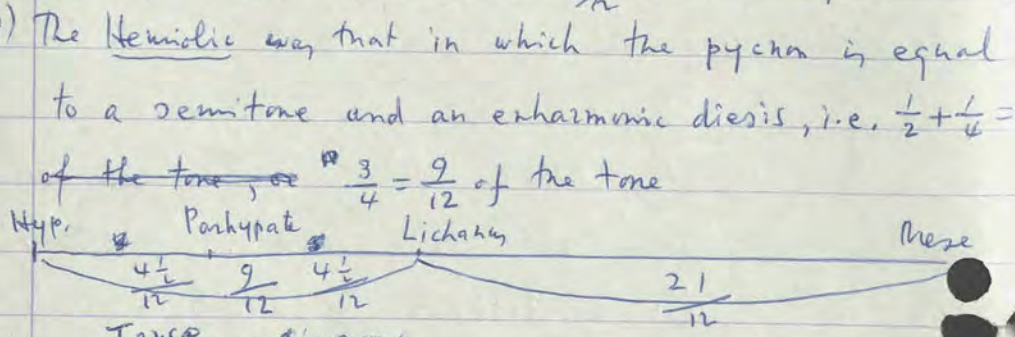 ) The Hemiolic was that in which the pycnon is equal
to a semitone and an enharmonic diesis, i.e. 1/2 + 1/4 =
of the tone, or 3/4 = 9/12 of the tone
Hyp. Parhypate Lichanus Mese
4 1/2/12 9/12 4 1/2/12 21/12